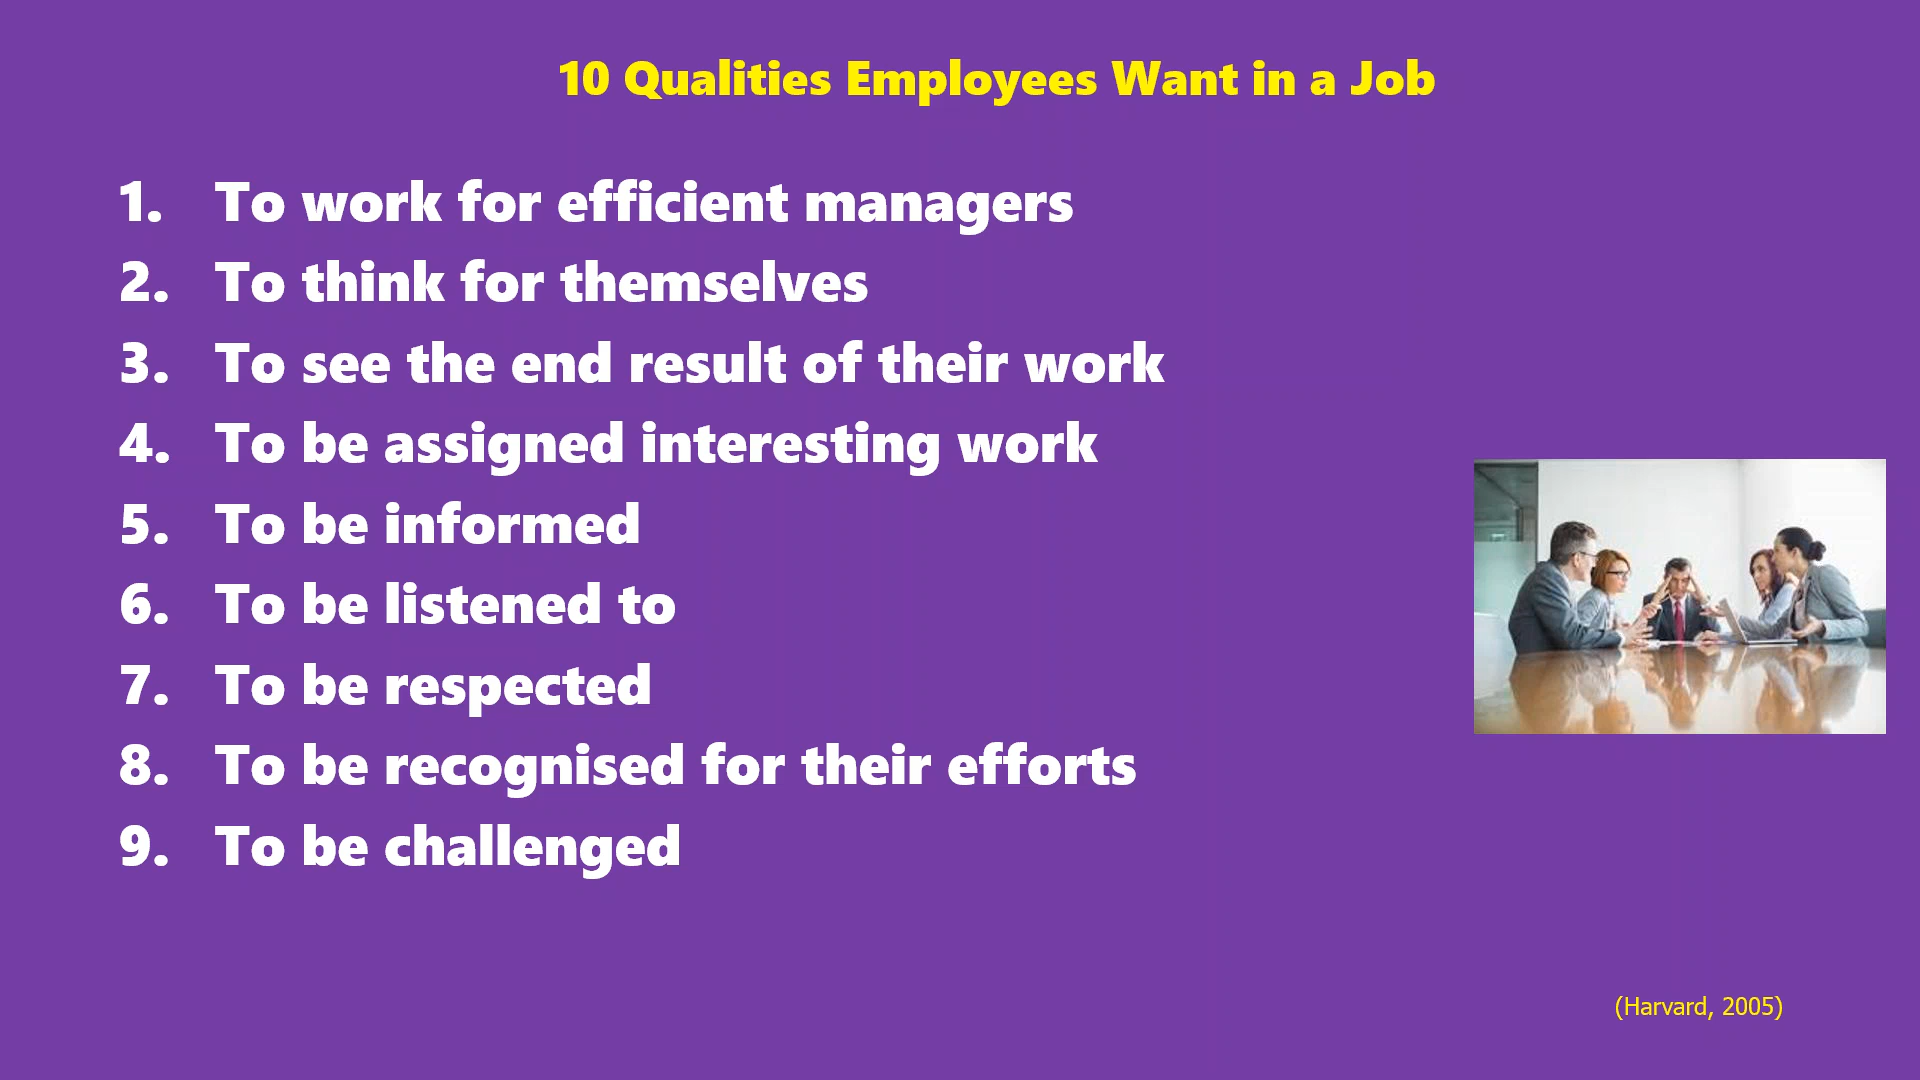 10 Qualities Employees Want in a Job
1. To work for efficient managers
2. To think for themselves
3. To see the end result of their work
4. To be assigned interesting work
5. To be informed
6. To be listened to
7. To be respected
8. To be recognised for their efforts
9. To be challenged
(Harvard, 2005)